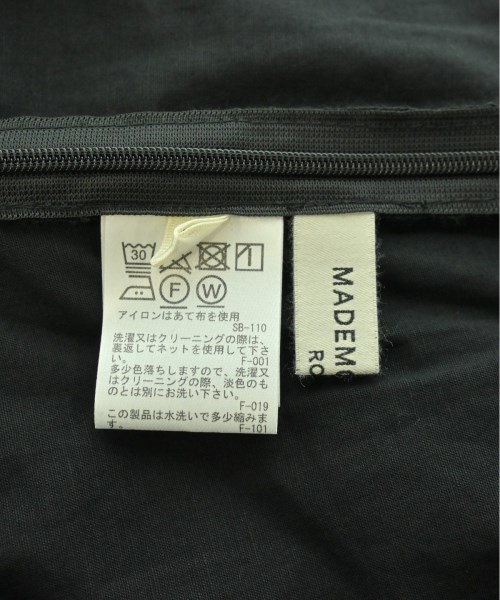 30
F W
アイロンはあて布を使用
SB-110
洗濯又はクリーニングの際は、
裏返してネットを使用して下さ
い。
F-001
多少色落ちしますので、洗濯又
はクリーニングの際、淡色のも
のとは別にお洗い下さい。
F-019
この製品は水洗いで多少縮みま
す。
F-101
MADEMO
RO